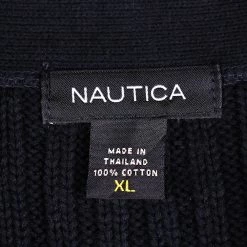 NAUTICA
MADE IN
THAILAND
100% COTTON
XL